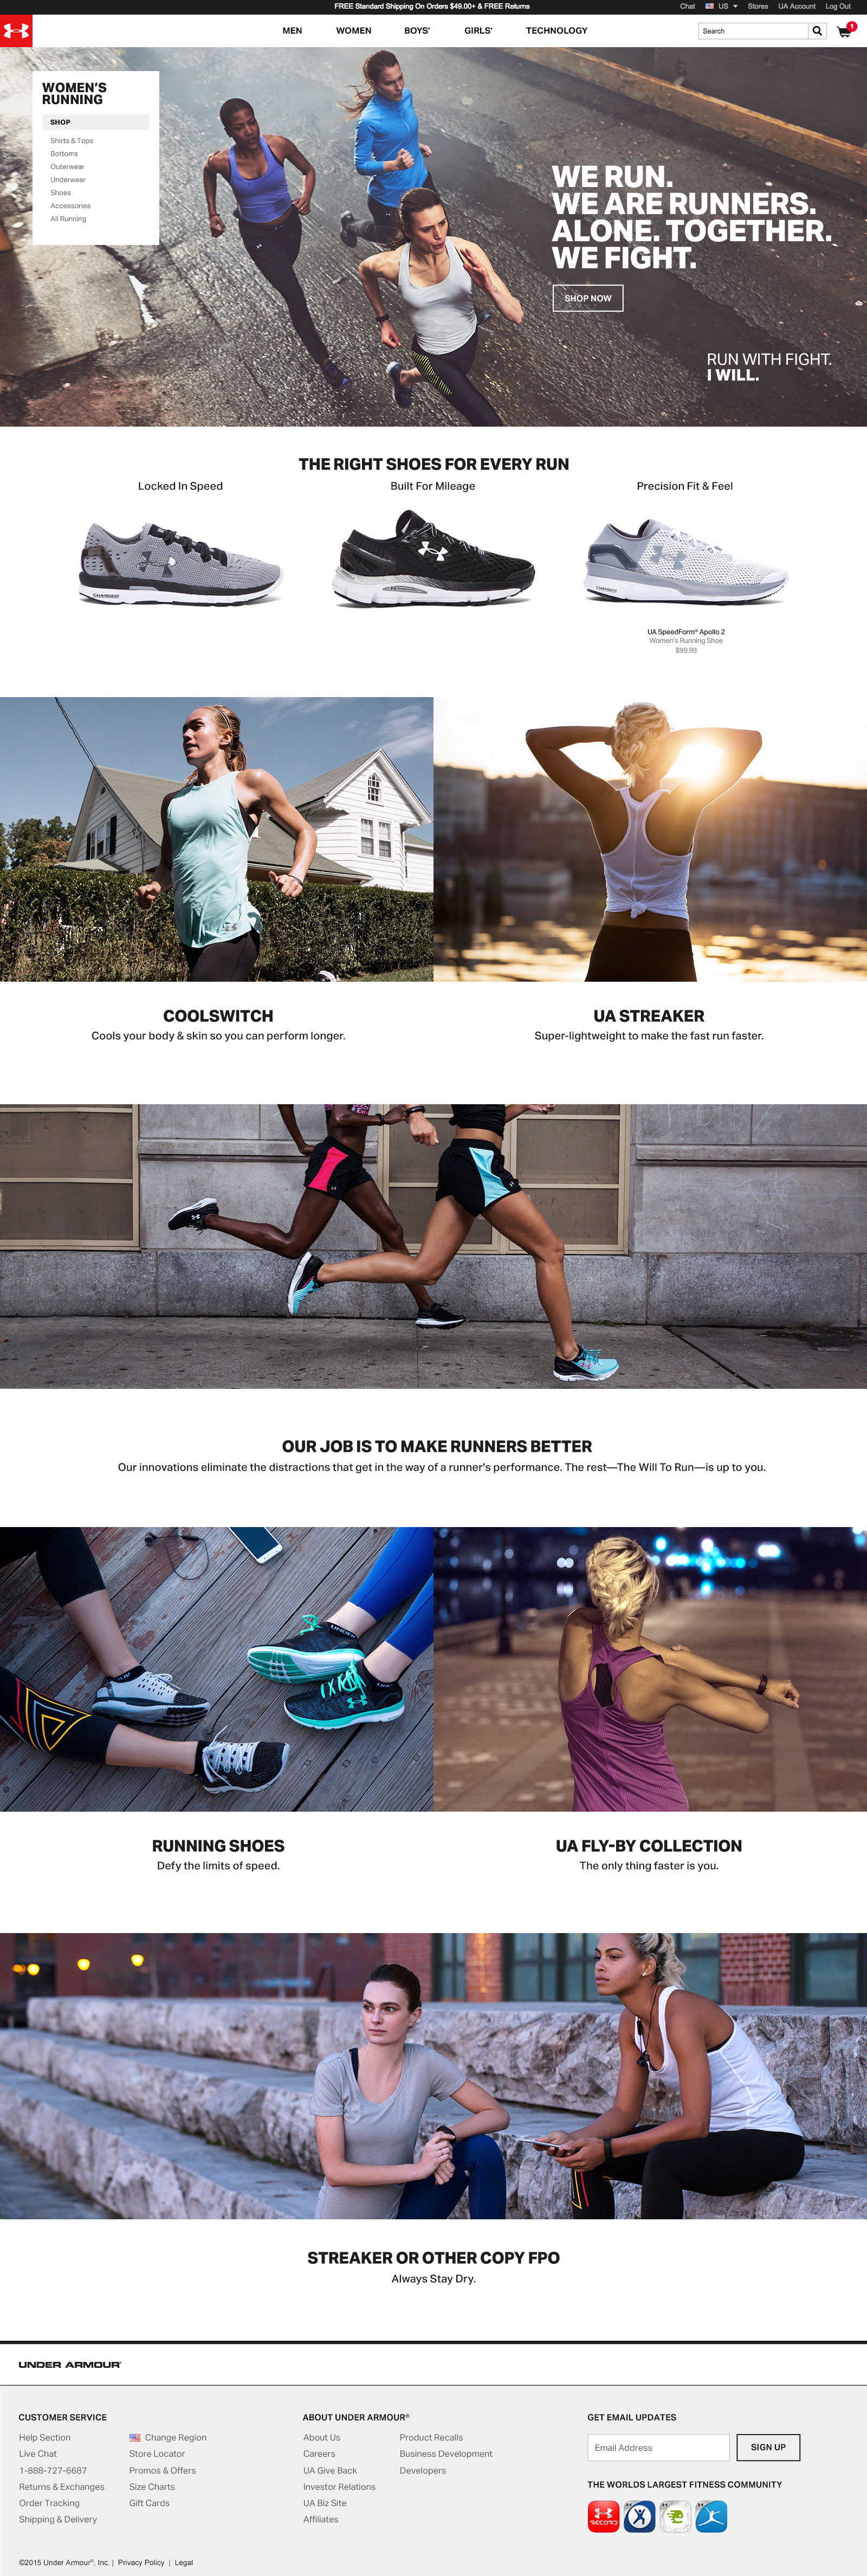 FREE Standard Shipping On Orders $49.00+ & FREE Returns
Chat US Stores UA Account Log Out
MEN WOMEN BOYS' GIRLS' TECHNOLOGY
Search
1
WOMEN'S
RUNNING
SHOP
Shirts & Tops
Bottoms
Outerwear
Underwear
Shoes
Accessories
All Running
WE RUN.
WE ARE RUNNERS.
ALONE. TOGETHER.
WE FIGHT.
SHOP NOW
RUN WITH FIGHT.
I WILL.
THE RIGHT SHOES FOR EVERY RUN
Locked In Speed
Built For Mileage
Precision Fit & Feel
CHARGED
CHARGED
UA SpeedForm® Apollo 2
Women's Running Shoe
$99.99
COOLSWITCH
Cools your body & skin so you can perform longer.
UA STREAKER
Super-lightweight to make the fast run faster.
OUR JOB IS TO MAKE RUNNERS BETTER
Our innovations eliminate the distractions that get in the way of a runner's performance. The rest—The Will To Run—is up to you.
UNDER
RUNNING SHOES
Defy the limits of speed.
UA FLY-BY COLLECTION
The only thing faster is you.
STREAKER OR OTHER COPY FPO
Always Stay Dry.
UNDER ARMOUR
CUSTOMER SERVICE
Help Section
Live Chat
1-888-727-6687
Returns & Exchanges
Order Tracking
Shipping & Delivery
Change Region
Store Locator
Promos & Offers
Size Charts
Gift Cards
ABOUT UNDER ARMOUR®
About Us
Careers
UA Give Back
Investor Relations
UA Biz Site
Affiliates
Product Recalls
Business Development
Developers
GET EMAIL UPDATES
Email Address
SIGN UP
THE WORLDS LARGEST FITNESS COMMUNITY
RECORD
©2015 Under Armour®, Inc. | Privacy Policy | Legal